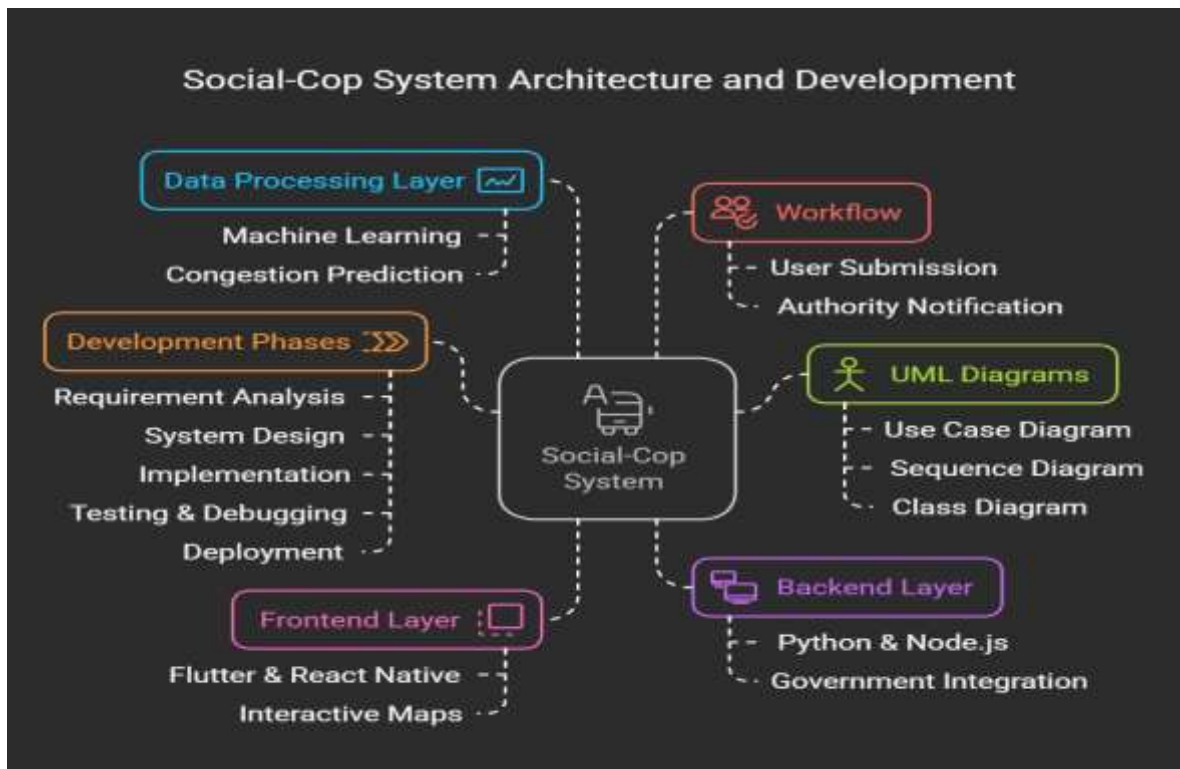 Social-Cop System Architecture and Development
Data Processing Layer
Machine Learning
Congestion Prediction
Development Phases
Requirement Analysis
System Design
Implementation
Testing & Debugging
Deployment
Frontend Layer
Flutter & React Native
Interactive Maps
Social-Cop
System
Workflow
User Submission
Authority Notification
UML Diagrams
Use Case Diagram
Sequence Diagram
Class Diagram
Backend Layer
Python & Node.js
Government Integration